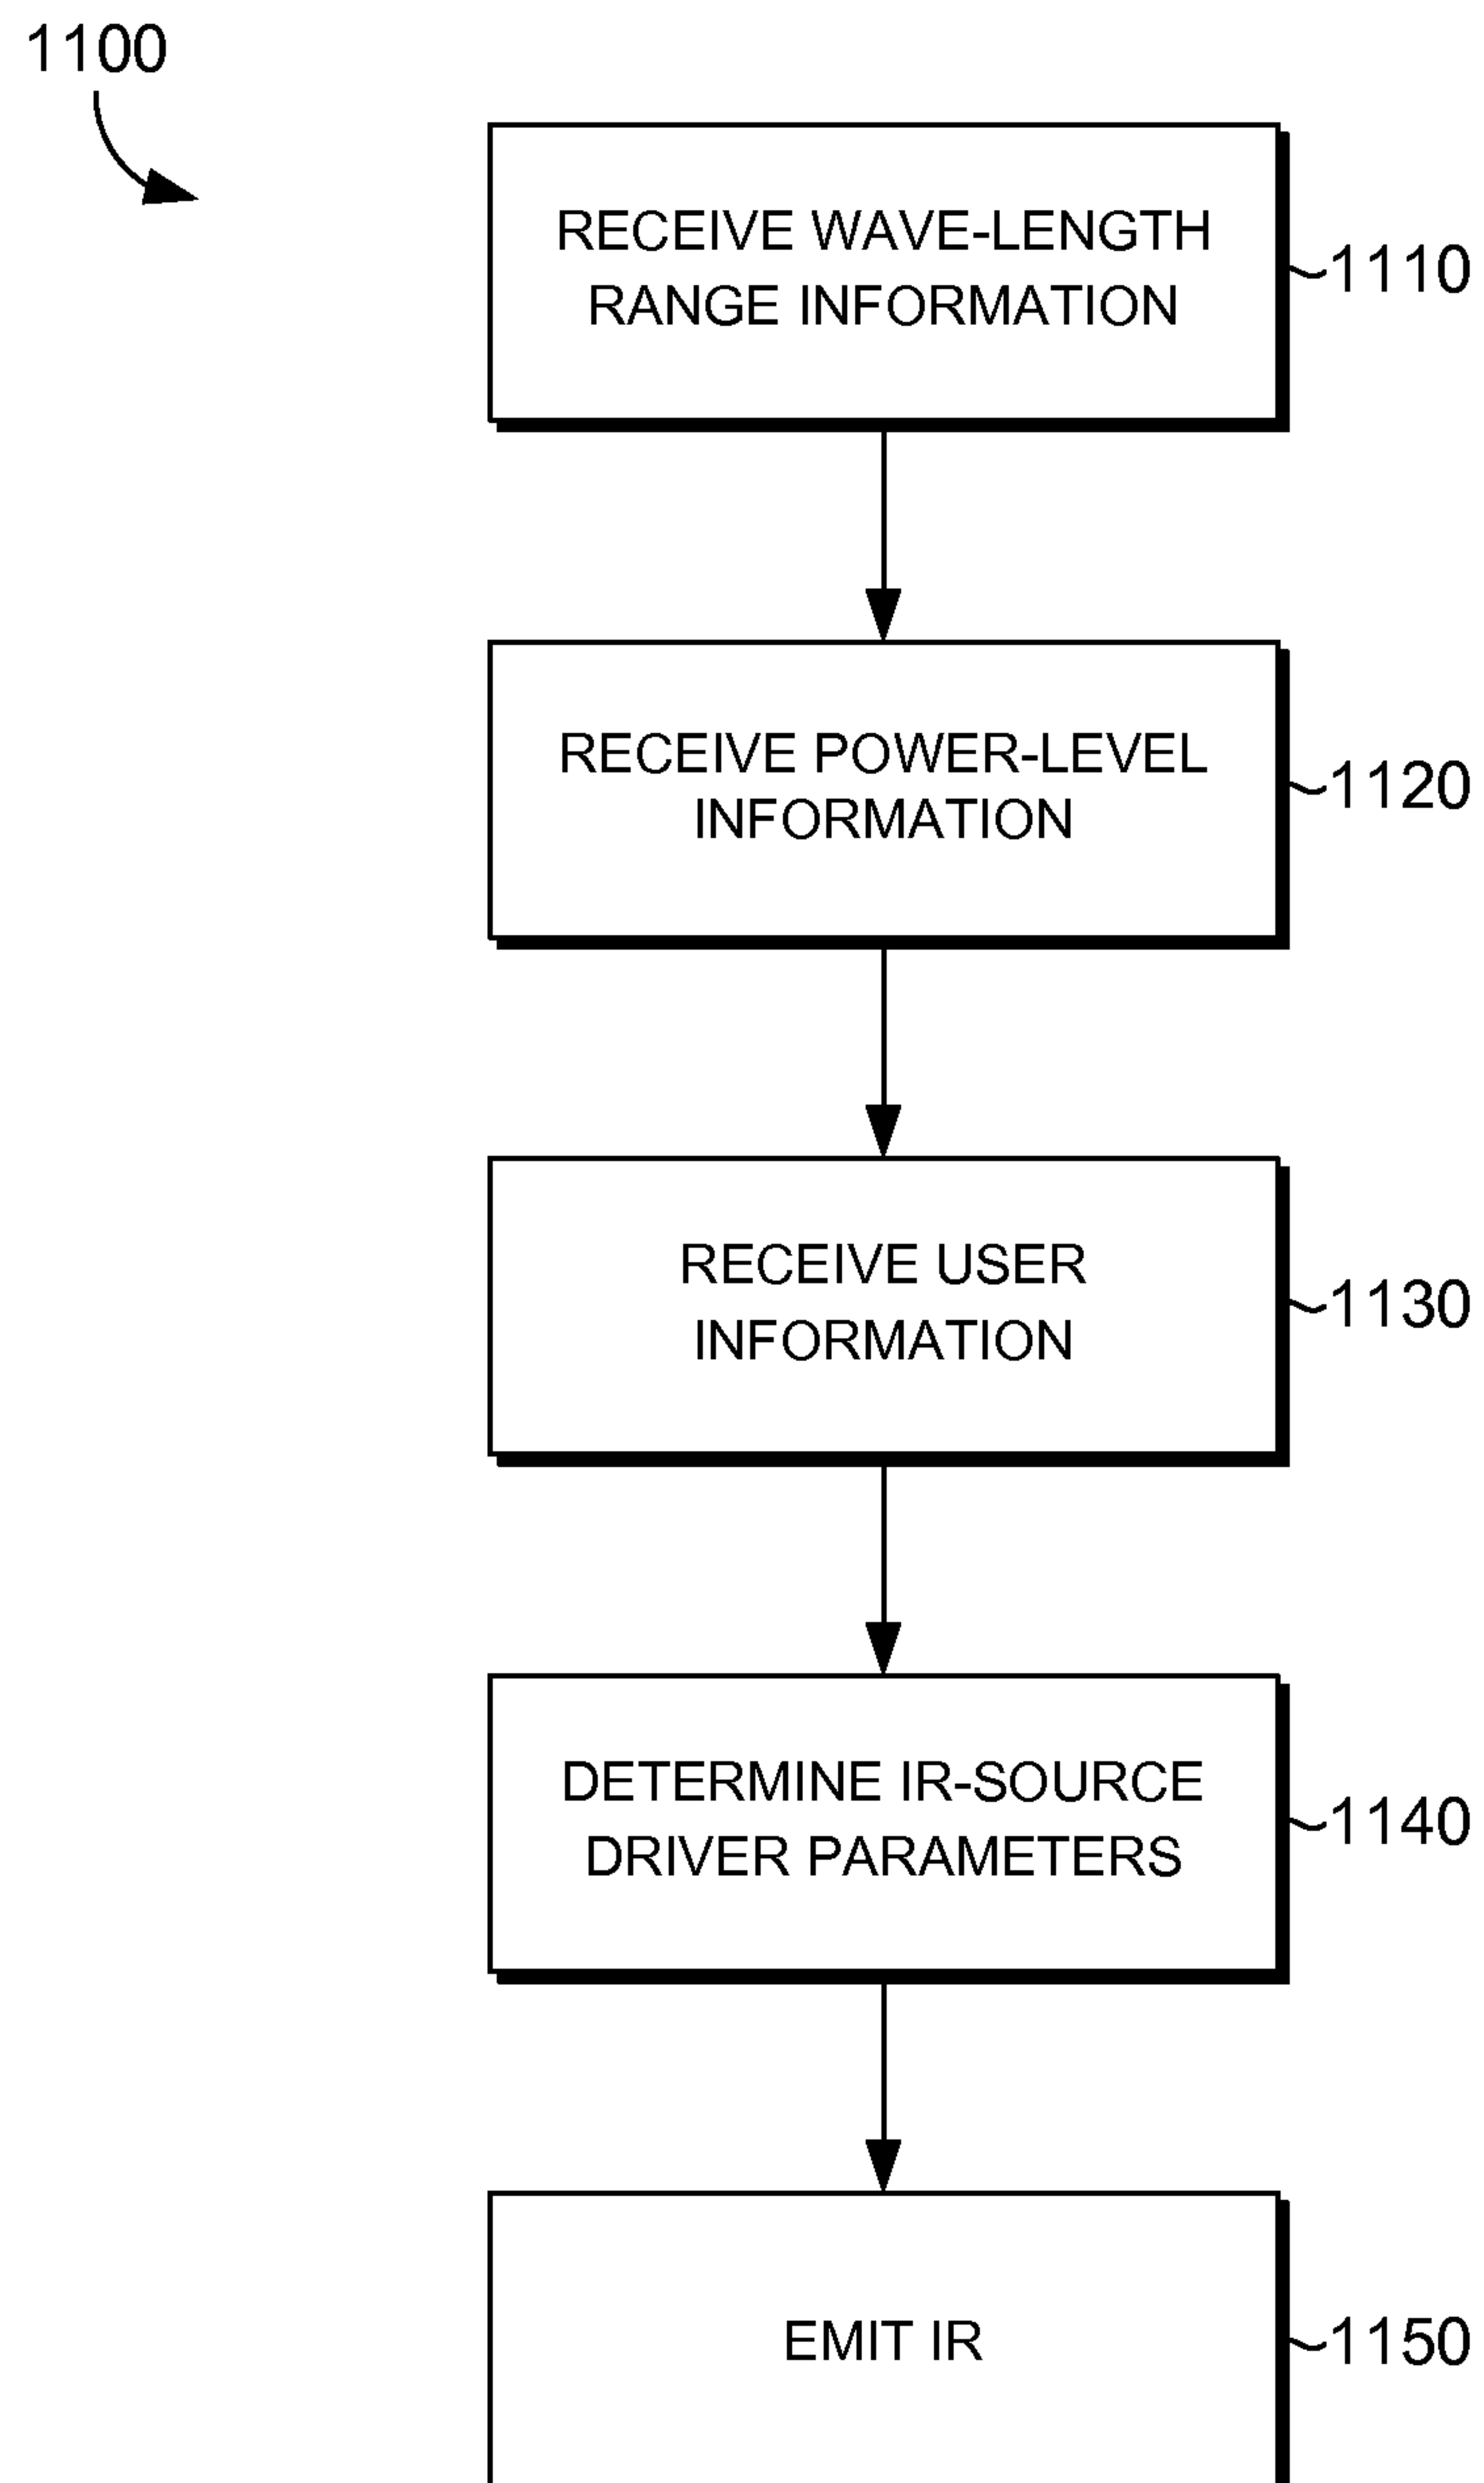 1100
RECEIVE WAVE-LENGTH
RANGE INFORMATION
1110
RECEIVE POWER-LEVEL
INFORMATION
1120
RECEIVE USER
INFORMATION
1130
DETERMINE IR-SOURCE
DRIVER PARAMETERS
1140
EMIT IR
1150